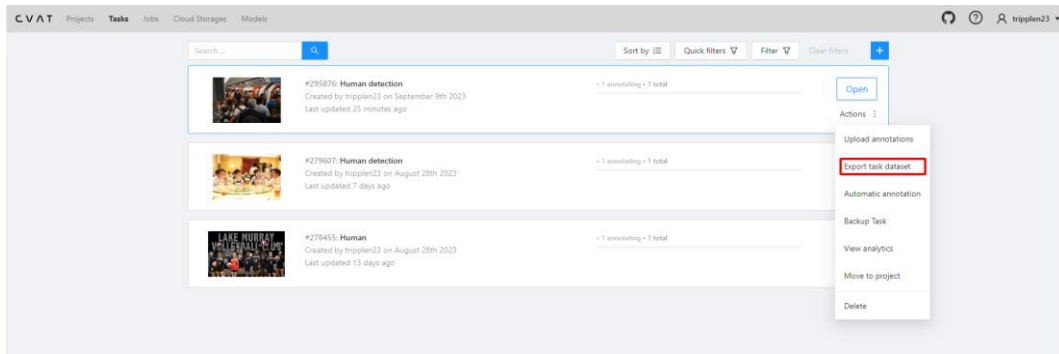 CVAT Projects Tasks Jobs Cloud Storages Models tripplen23
Search ... Sort by Quick filters Filter Clear filters +
#295876: Human detection
Created by tripplen23 on September 9th 2023
Last updated 25 minutes ago
• 1 annotating • 1 total
Open
Actions
Upload annotations
Export task dataset
Automatic annotation
Backup Task
View analytics
Move to project
Delete
#279607: Human detection
Created by tripplen23 on August 28th 2023
Last updated 7 days ago
• 1 annotating • 1 total
LAKE MURRAY
VOLLEYBALL CLUB
#278455: Human
Created by tripplen23 on August 28th 2023
Last updated 13 days ago
• 1 annotating • 1 total